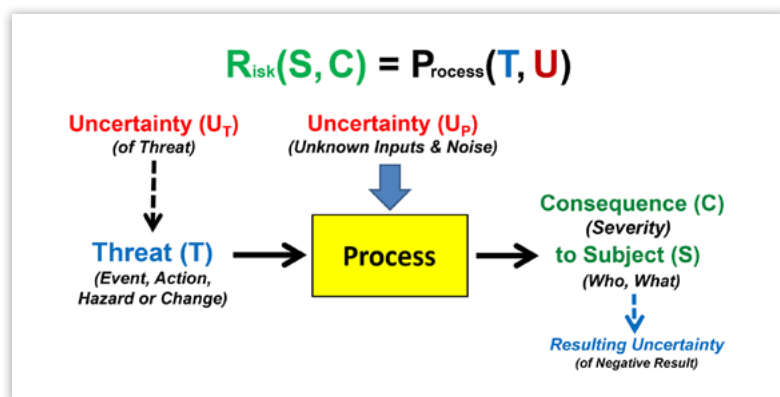 Risk(S, C) = Process(T, U)
Uncertainty (UT)
(of Threat)
Uncertainty (UP)
(Unknown Inputs & Noise)
Threat (T)
(Event, Action,
Hazard or Change)
Process
Consequence (C)
(Severity)
to Subject (S)
(Who, What)
Resulting Uncertainty
(of Negative Result)